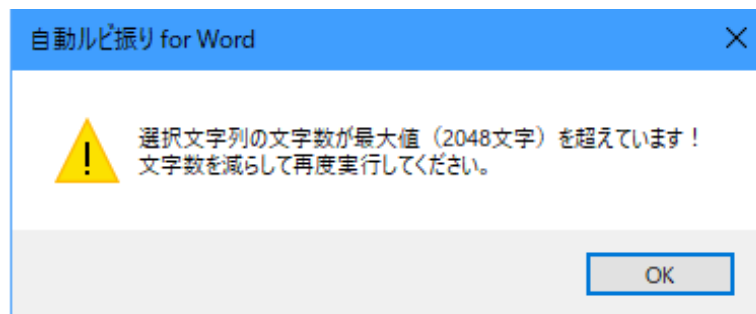 自動ルビ振り for Word
選択文字列の文字数が最大値（2048文字）を超えています！
文字数を減らして再度実行してください。
OK